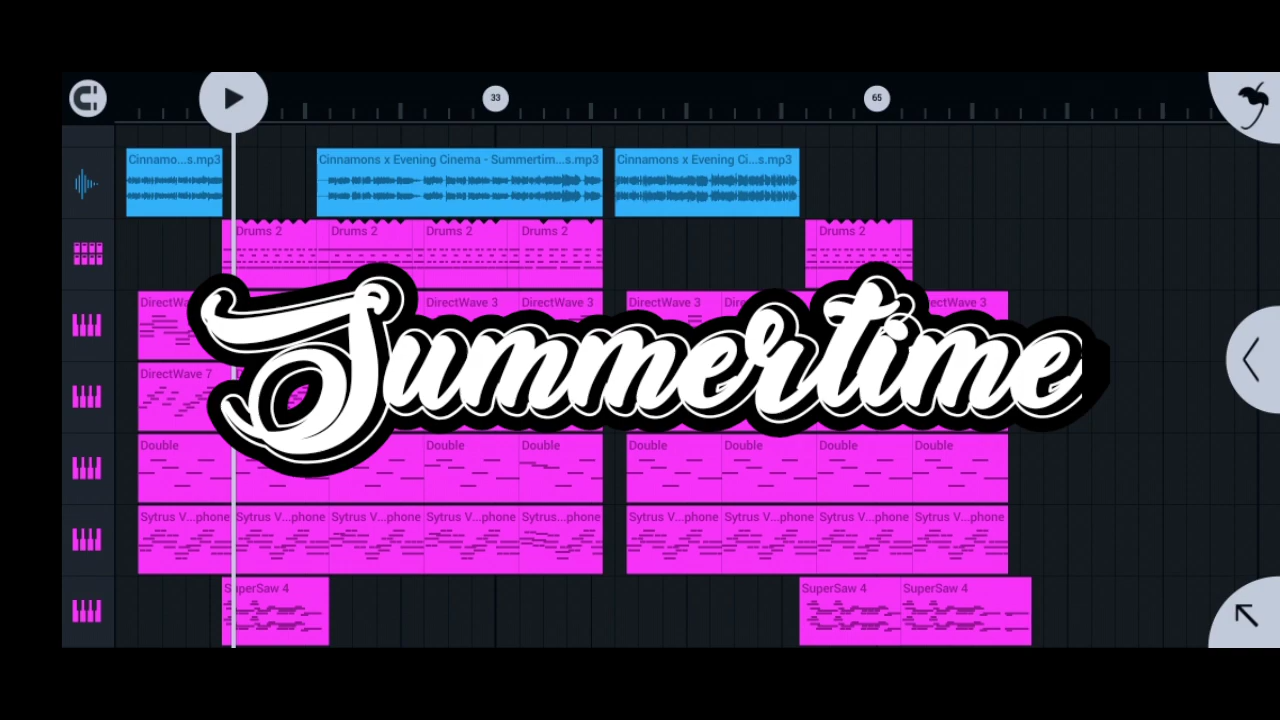 33 65
Cinnamo...s.mp3 Cinnamons x Evening Cinema - Summertim...s.mp3 Cinnamons x Evening Ci...s.mp3
Drums 2 Drums 2 Drums 2 Drums 2 Drums 2
DirectWave 3 DirectWave 3 DirectWave 3
Summertime
DirectWave 7
Double Double Double Double Double Double Double
Sytrus V...phone Sytrus V...phone Sytrus V...phone Sytrus V...phone Sytrus...phone Sytrus V...phone Sytrus V...phone Sytrus V...phone Sytrus V...phone
SuperSaw 4 SuperSaw 4 SuperSaw 4